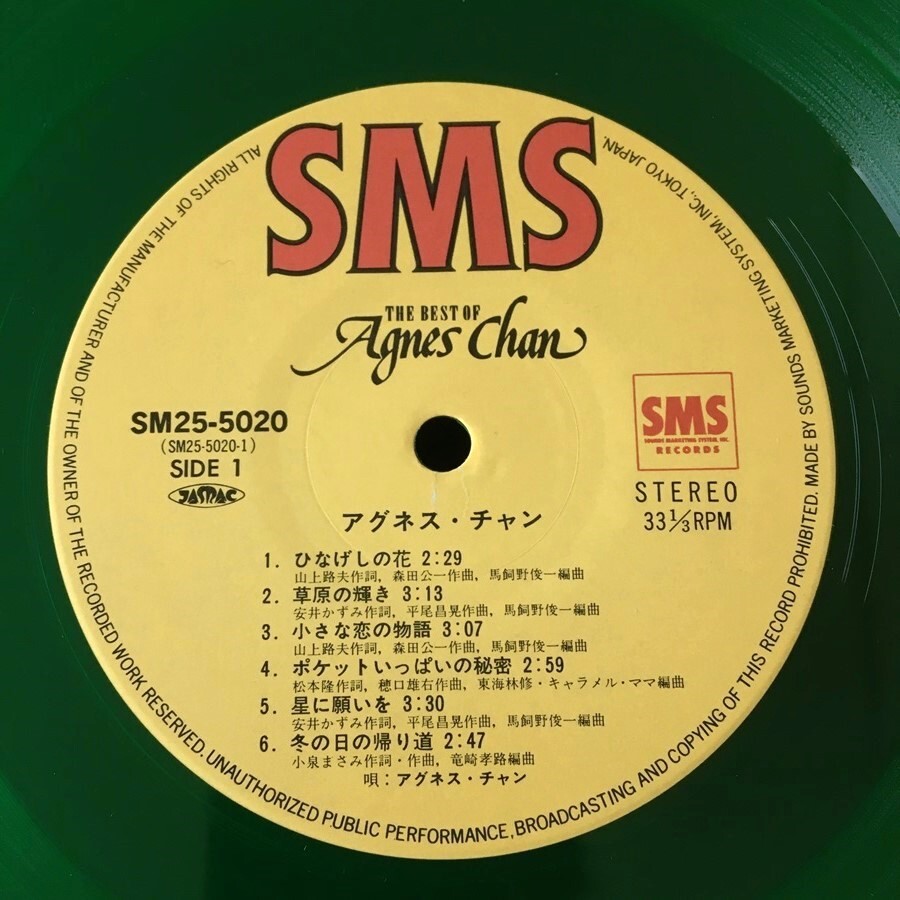 SMS
THE BEST OF
Agnes Chan
SM25-5020
(SM25-5020-1)
SIDE 1
JASRAC
SMS
SOUNDS MARKETING SYSTEM, INC.
RECORDS
STEREO
33 1/3 RPM
アグネス・チャン
1. ひなげしの花 2:29
山上路夫作詞, 森田公一作曲, 馬飼野俊一編曲
2. 草原の輝き 3:13
安井かずみ作詞, 平尾昌晃作曲, 馬飼野俊一編曲
3. 小さな恋の物語 3:07
山上路夫作詞, 森田公一作曲, 馬飼野俊一編曲
4. ポケットいっぱいの秘密 2:59
松本隆作詞, 穂口雄右作曲, 東海林修・キャラメル・ママ編曲
5. 星に願いを 3:30
安井かずみ作詞, 平尾昌晃作曲, 馬飼野俊一編曲
6. 冬の日の帰り道 2:47
小泉まさみ作詞・作曲, 竜崎孝路編曲
唄:アグネス・チャン
ALL RIGHTS OF THE MANUFACTURER AND OF THE OWNER OF THE RECORDED WORK RESERVED. UNAUTHORIZED PUBLIC PERFORMANCE, BROADCASTING AND COPYING OF THIS RECORD PROHIBITED. MADE BY SOUNDS MARKETING SYSTEM, INC., TOKYO JAPAN.